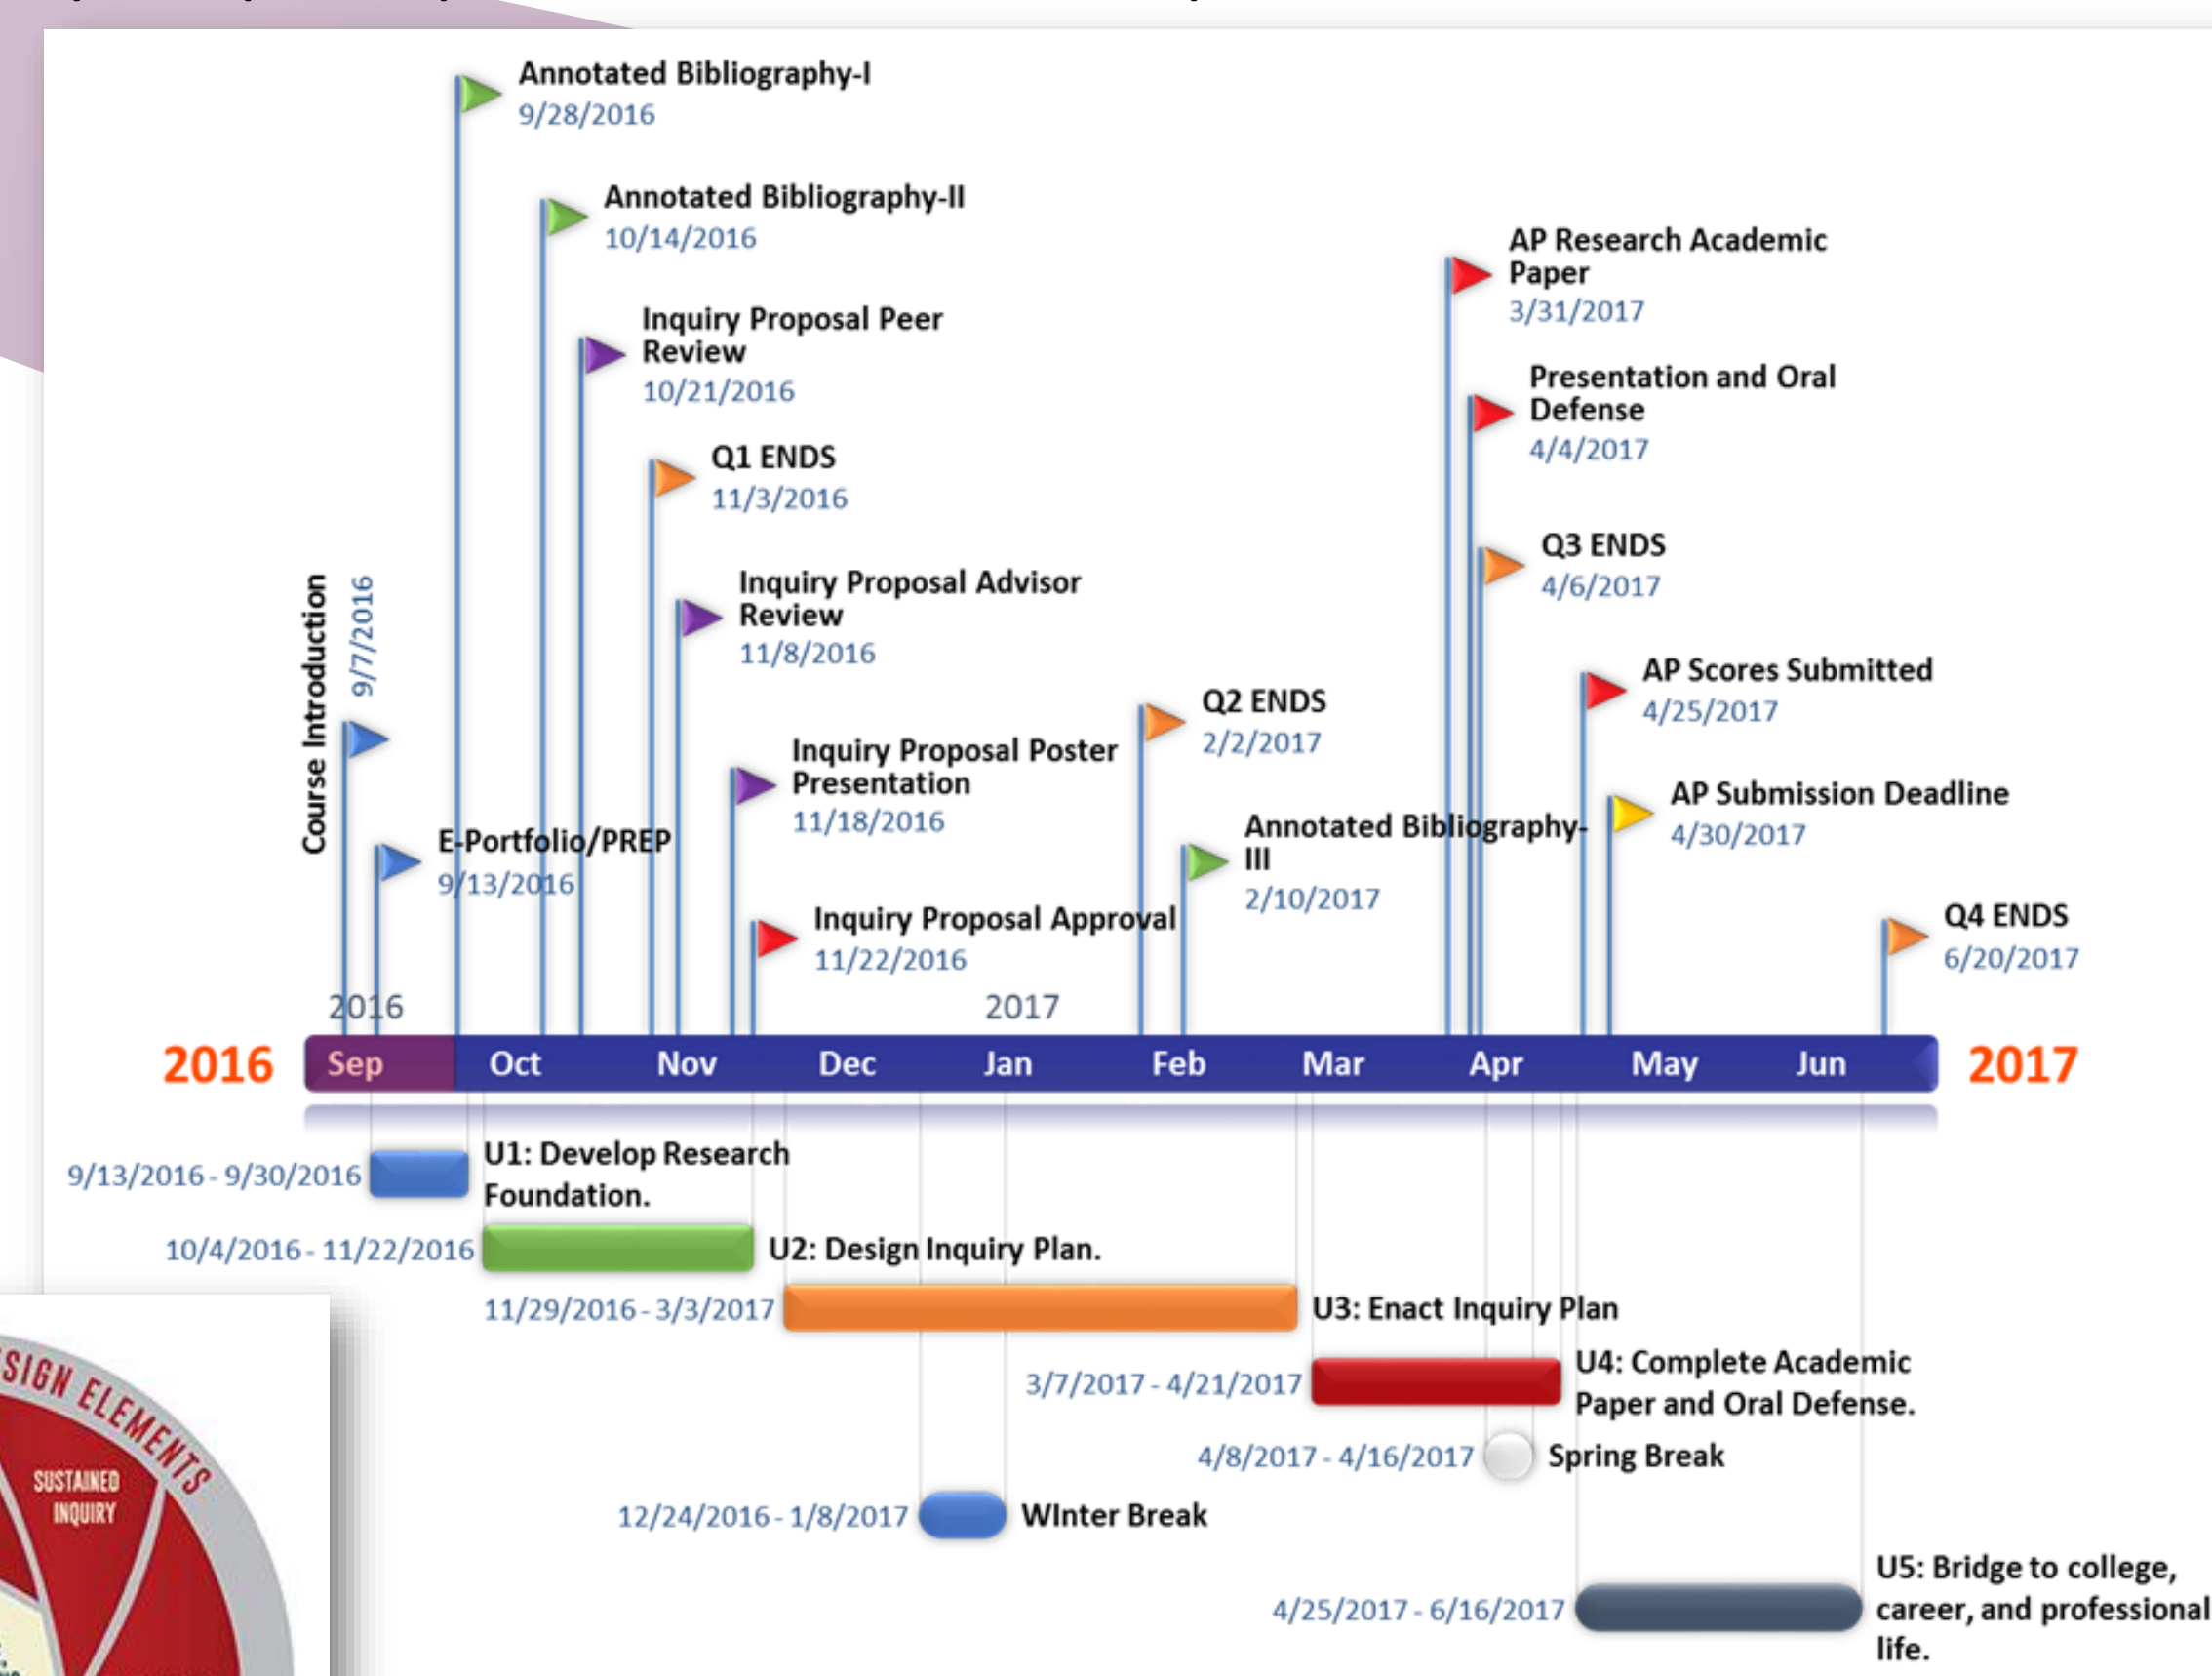 Annotated Bibliography-I
9/28/2016
Annotated Bibliography-II
10/14/2016
Inquiry Proposal Peer
Review
10/21/2016
Q1 ENDS
11/3/2016
Inquiry Proposal Advisor
Review
11/8/2016
Course Introduction
9/7/2016
Inquiry Proposal Poster
Presentation
11/18/2016
E-Portfolio/PREP
9/13/2016
Inquiry Proposal Approval
11/22/2016
Q2 ENDS
2/2/2017
Annotated Bibliography-
III
2/10/2017
AP Research Academic
Paper
3/31/2017
Presentation and Oral
Defense
4/4/2017
Q3 ENDS
4/6/2017
AP Scores Submitted
4/25/2017
AP Submission Deadline
4/30/2017
Q4 ENDS
6/20/2017
2016 2017
2016 Sep Oct Nov Dec Jan Feb Mar Apr May Jun 2017
9/13/2016 - 9/30/2016
U1: Develop Research
Foundation.
10/4/2016 - 11/22/2016 U2: Design Inquiry Plan.
11/29/2016 - 3/3/2017 U3: Enact Inquiry Plan
3/7/2017 - 4/21/2017
U4: Complete Academic
Paper and Oral Defense.
4/8/2017 - 4/16/2017 Spring Break
12/24/2016 - 1/8/2017 WInter Break
4/25/2017 - 6/16/2017
U5: Bridge to college,
career, and professional
life.
ELEMENTS
SUSTAINED
INQUIRY